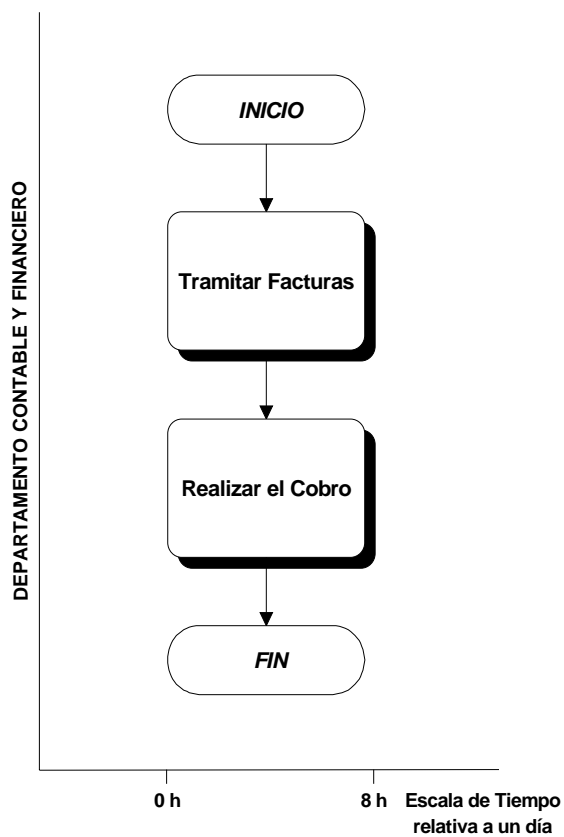 INICIO
DEPARTAMENTO CONTABLE Y FINANCIERO
Tramitar Facturas
Realizar el Cobro
FIN
0 h
8 h
Escala de Tiempo
relativa a un día